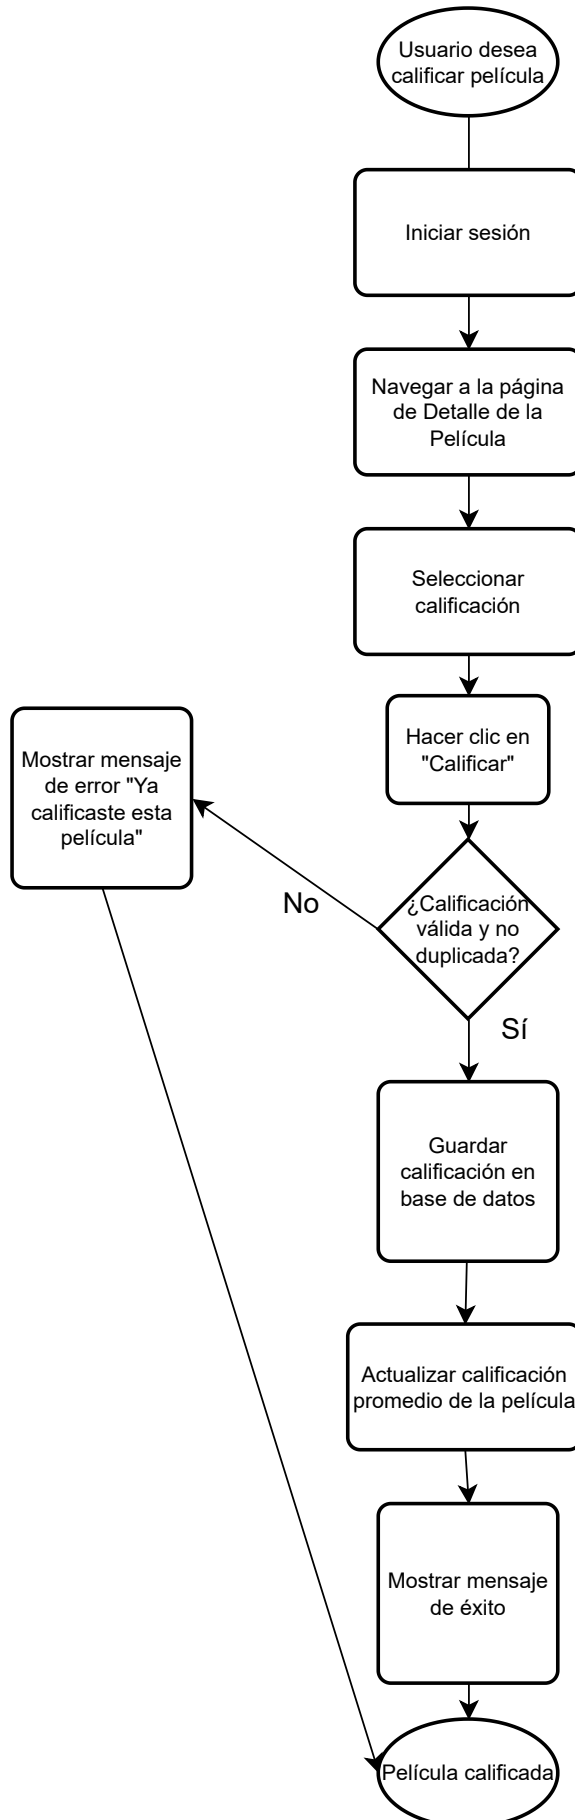 Usuario desea
calificar película
Iniciar sesión
Navegar a la página
de Detalle de la
Película
Seleccionar
calificación
Hacer clic en
"Calificar"
Mostrar mensaje
de error "Ya
calificaste esta
película"
No
¿Calificación
válida y no
duplicada?
Sí
Guardar
calificación en
base de datos
Actualizar calificación
promedio de la película
Mostrar mensaje
de éxito
Película calificada